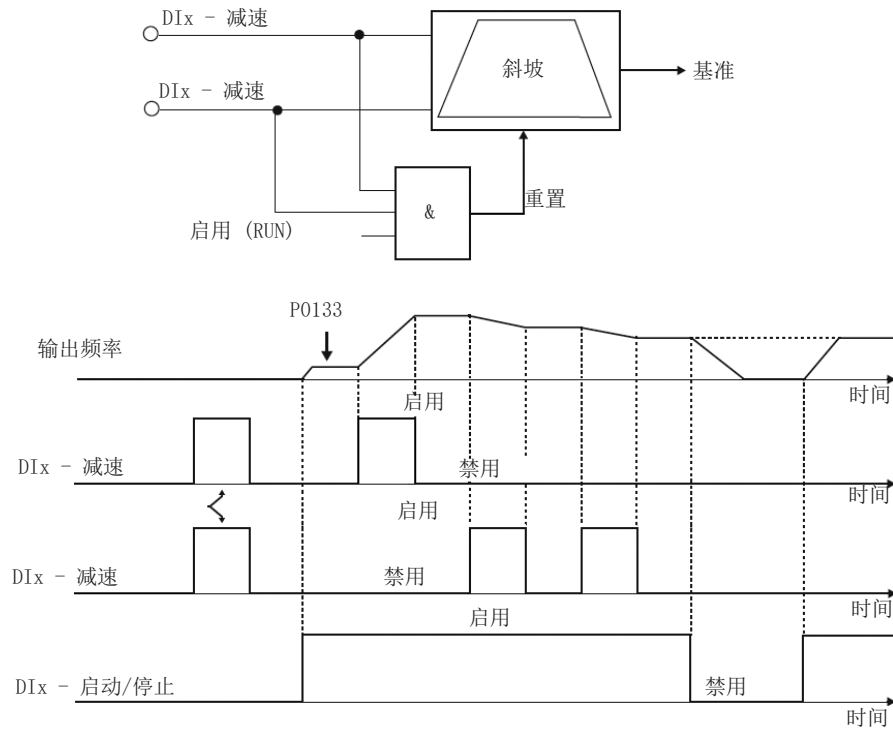 DIx - 减速
斜坡
基准
DIx - 减速
&
重置
启用 (RUN)
P0133
输出频率
时间
启用
DIx - 减速
禁用
时间
启用
DIx - 减速
禁用
时间
启用
DIx - 启动/停止
禁用
时间